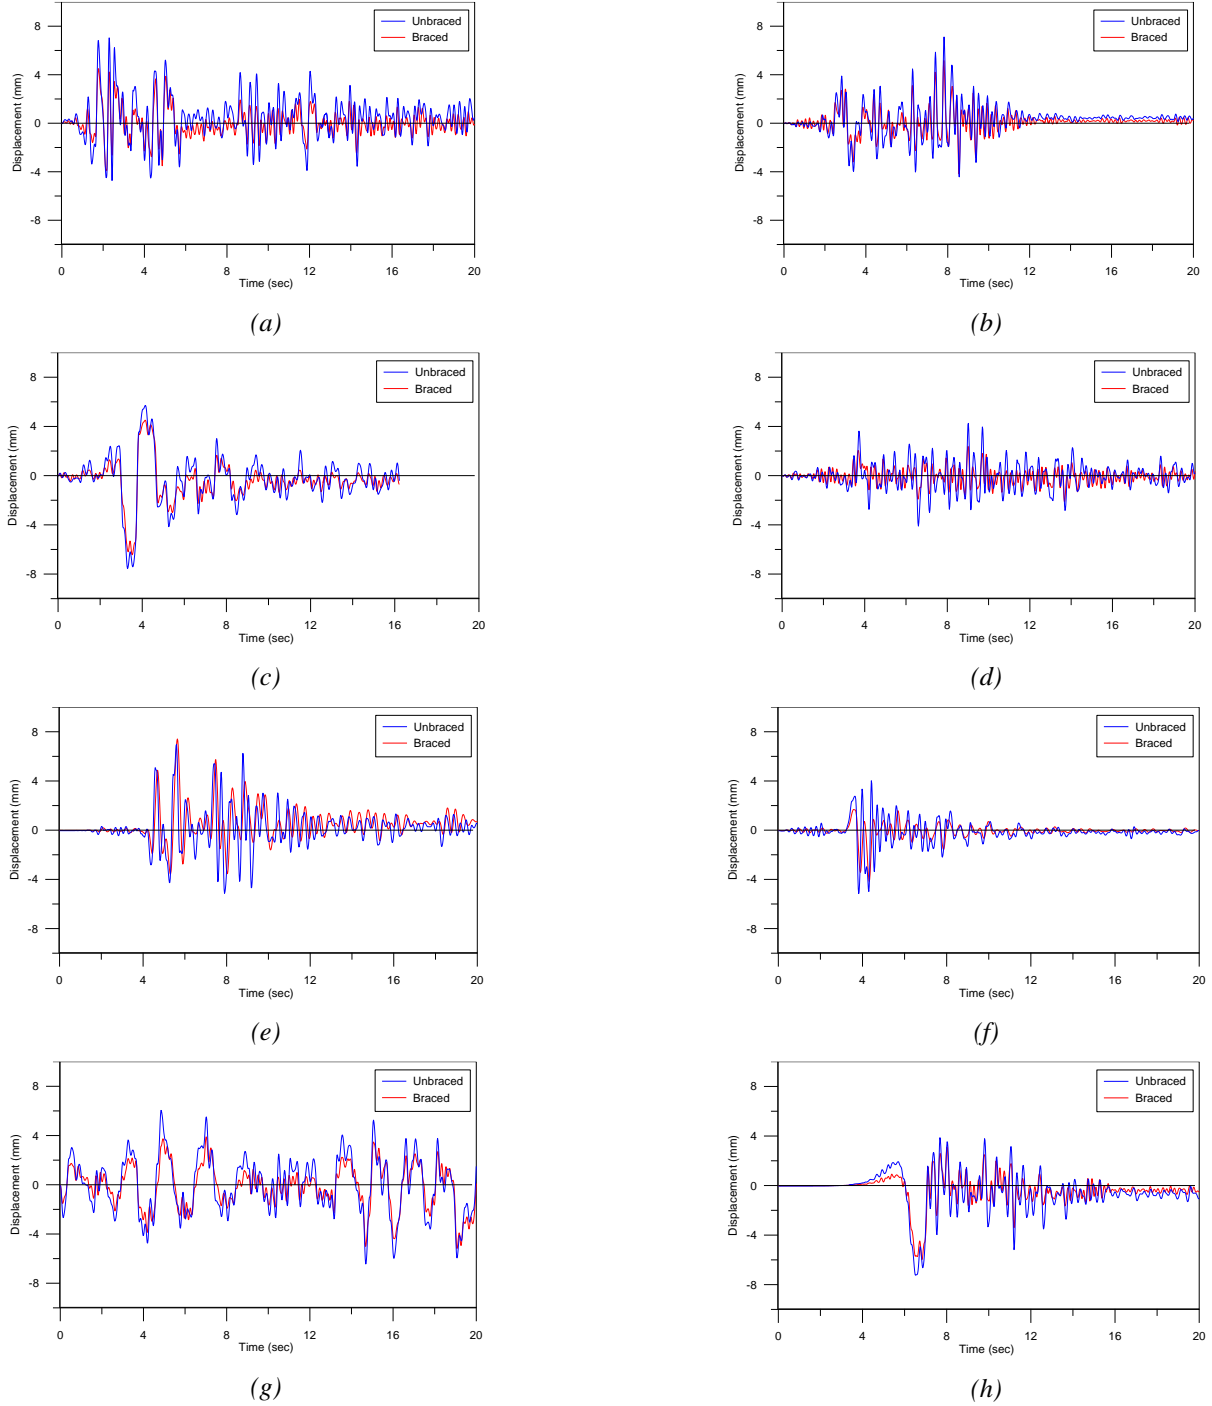 8
4
0
-4
-8
Displacement (mm)
Unbraced
Braced
0 4 8 12 16 20
Time (sec)
(a)
8
4
0
-4
-8
Displacement (mm)
Unbraced
Braced
0 4 8 12 16 20
Time (sec)
(b)
8
4
0
-4
-8
Displacement (mm)
Unbraced
Braced
0 4 8 12 16 20
Time (sec)
(c)
8
4
0
-4
-8
Displacement (mm)
Unbraced
Braced
0 4 8 12 16 20
Time (sec)
(d)
8
4
0
-4
-8
Displacement (mm)
Unbraced
Braced
0 4 8 12 16 20
Time (sec)
(e)
8
4
0
-4
-8
Displacement (mm)
Unbraced
Braced
0 4 8 12 16 20
Time (sec)
(f)
8
4
0
-4
-8
Displacement (mm)
Unbraced
Braced
0 4 8 12 16 20
Time (sec)
(g)
8
4
0
-4
-8
Displacement (mm)
Unbraced
Braced
0 4 8 12 16 20
Time (sec)
(h)